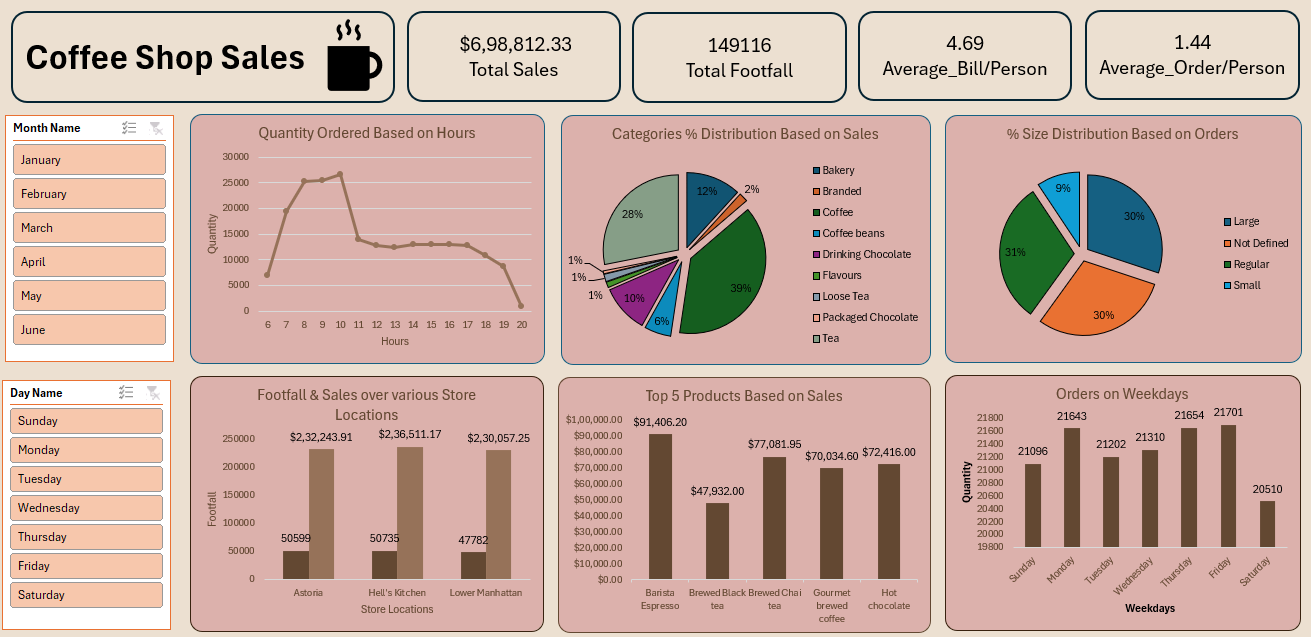 Coffee Shop Sales
$6,98,812.33
Total Sales
149116
Total Footfall
4.69
Average_Bill/Person
1.44
Average_Order/Person
Month Name
January
February
March
April
May
June
Day Name
Sunday
Monday
Tuesday
Wednesday
Thursday
Friday
Saturday
Quantity Ordered Based on Hours
30000
25000
20000
15000
10000
5000
0
Quantity
6 7 8 9 10 11 12 13 14 15 16 17 18 19 20
Hours
Categories % Distribution Based on Sales
12%
2%
39%
6%
10%
1%
1%
1%
28%
Bakery
Branded
Coffee
Coffee beans
Drinking Chocolate
Flavours
Loose Tea
Packaged Chocolate
Tea
% Size Distribution Based on Orders
30%
30%
31%
9%
Large
Not Defined
Regular
Small
Footfall & Sales over various Store
Locations
250000
200000
150000
100000
50000
0
Footfall
$2,32,243.91 $2,36,511.17 $2,30,057.25
50599 50735 47782
Astoria Hell's Kitchen Lower Manhattan
Store Locations
Top 5 Products Based on Sales
$1,00,000.00
$90,000.00
$80,000.00
$70,000.00
$60,000.00
$50,000.00
$40,000.00
$30,000.00
$20,000.00
$10,000.00
$0.00
$91,406.20
$47,932.00
$77,081.95
$70,034.60
$72,416.00
Barista
Espresso
Brewed Black
tea
Brewed Chai
tea
Gourmet
brewed
coffee
Hot
chocolate
Orders on Weekdays
21800
21600
21400
21200
21000
20800
20600
20400
20200
20000
19800
Quantity
21096
21643
21202
21310
21654
21701
20510
Sunday
Monday
Tuesday
Wednesday
Thursday
Friday
Saturday
Weekdays